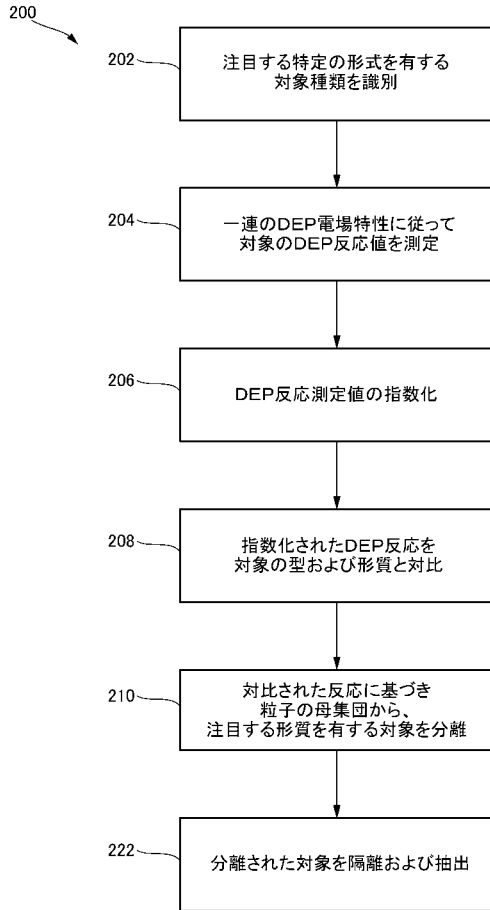 200
202
注目する特定の形式を有する
対象種類を識別
204
一連のDEP電場特性に従って
対象のDEP反応値を測定
206
DEP反応測定値の指数化
208
指数化されたDEP反応を
対象の型および形質と対比
210
対比された反応に基づき
粒子の母集団から、
注目する形質を有する対象を分離
222
分離された対象を隔離および抽出